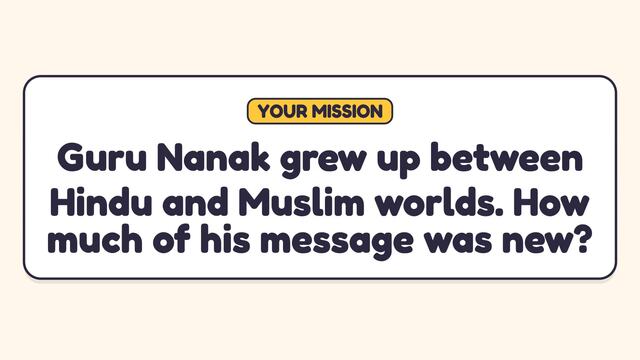 YOUR MISSION
Guru Nanak grew up between
Hindu and Muslim worlds. How
much of his message was new?